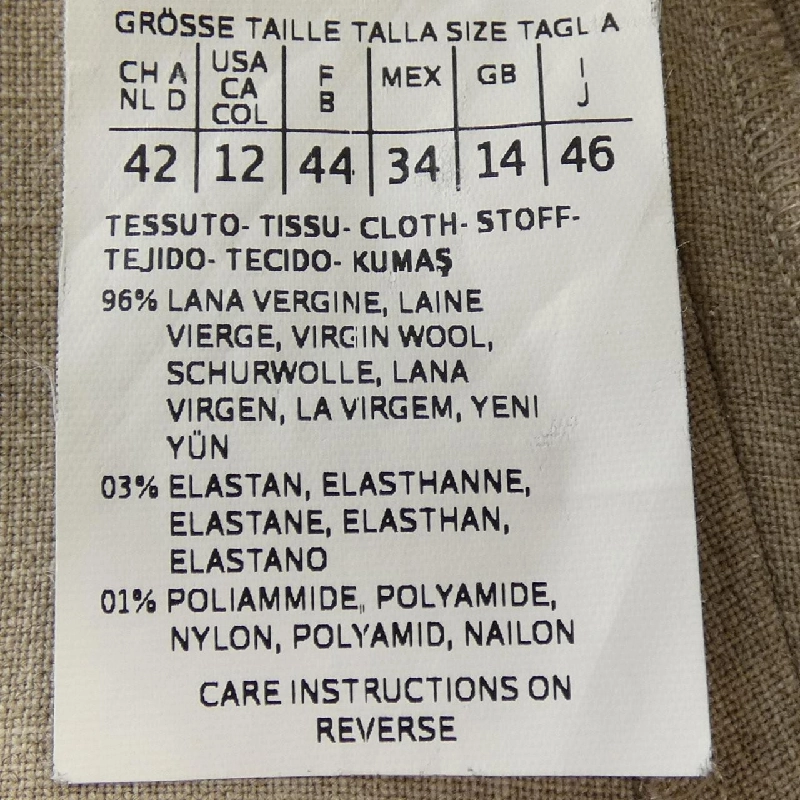 GRÖSSE TAILLE TALLA SIZE TAGL A
CH A USA F MEX GB I
NL D CA B J
COL
42 12 44 34 14 46
TESSUTO- TISSU- CLOTH- STOFF-
TEJIDO- TECIDO- KUMAŞ
96% LANA VERGINE, LAINE
VIERGE, VIRGIN WOOL,
SCHURWOLLE, LANA
VIRGEN, LA VIRGEM, YENI
YÜN
03% ELASTAN, ELASTHANNE,
ELASTANE, ELASTHAN,
ELASTANO
01% POLIAMMIDE, POLYAMIDE,
NYLON, POLYAMID, NAILON
CARE INSTRUCTIONS ON
REVERSE